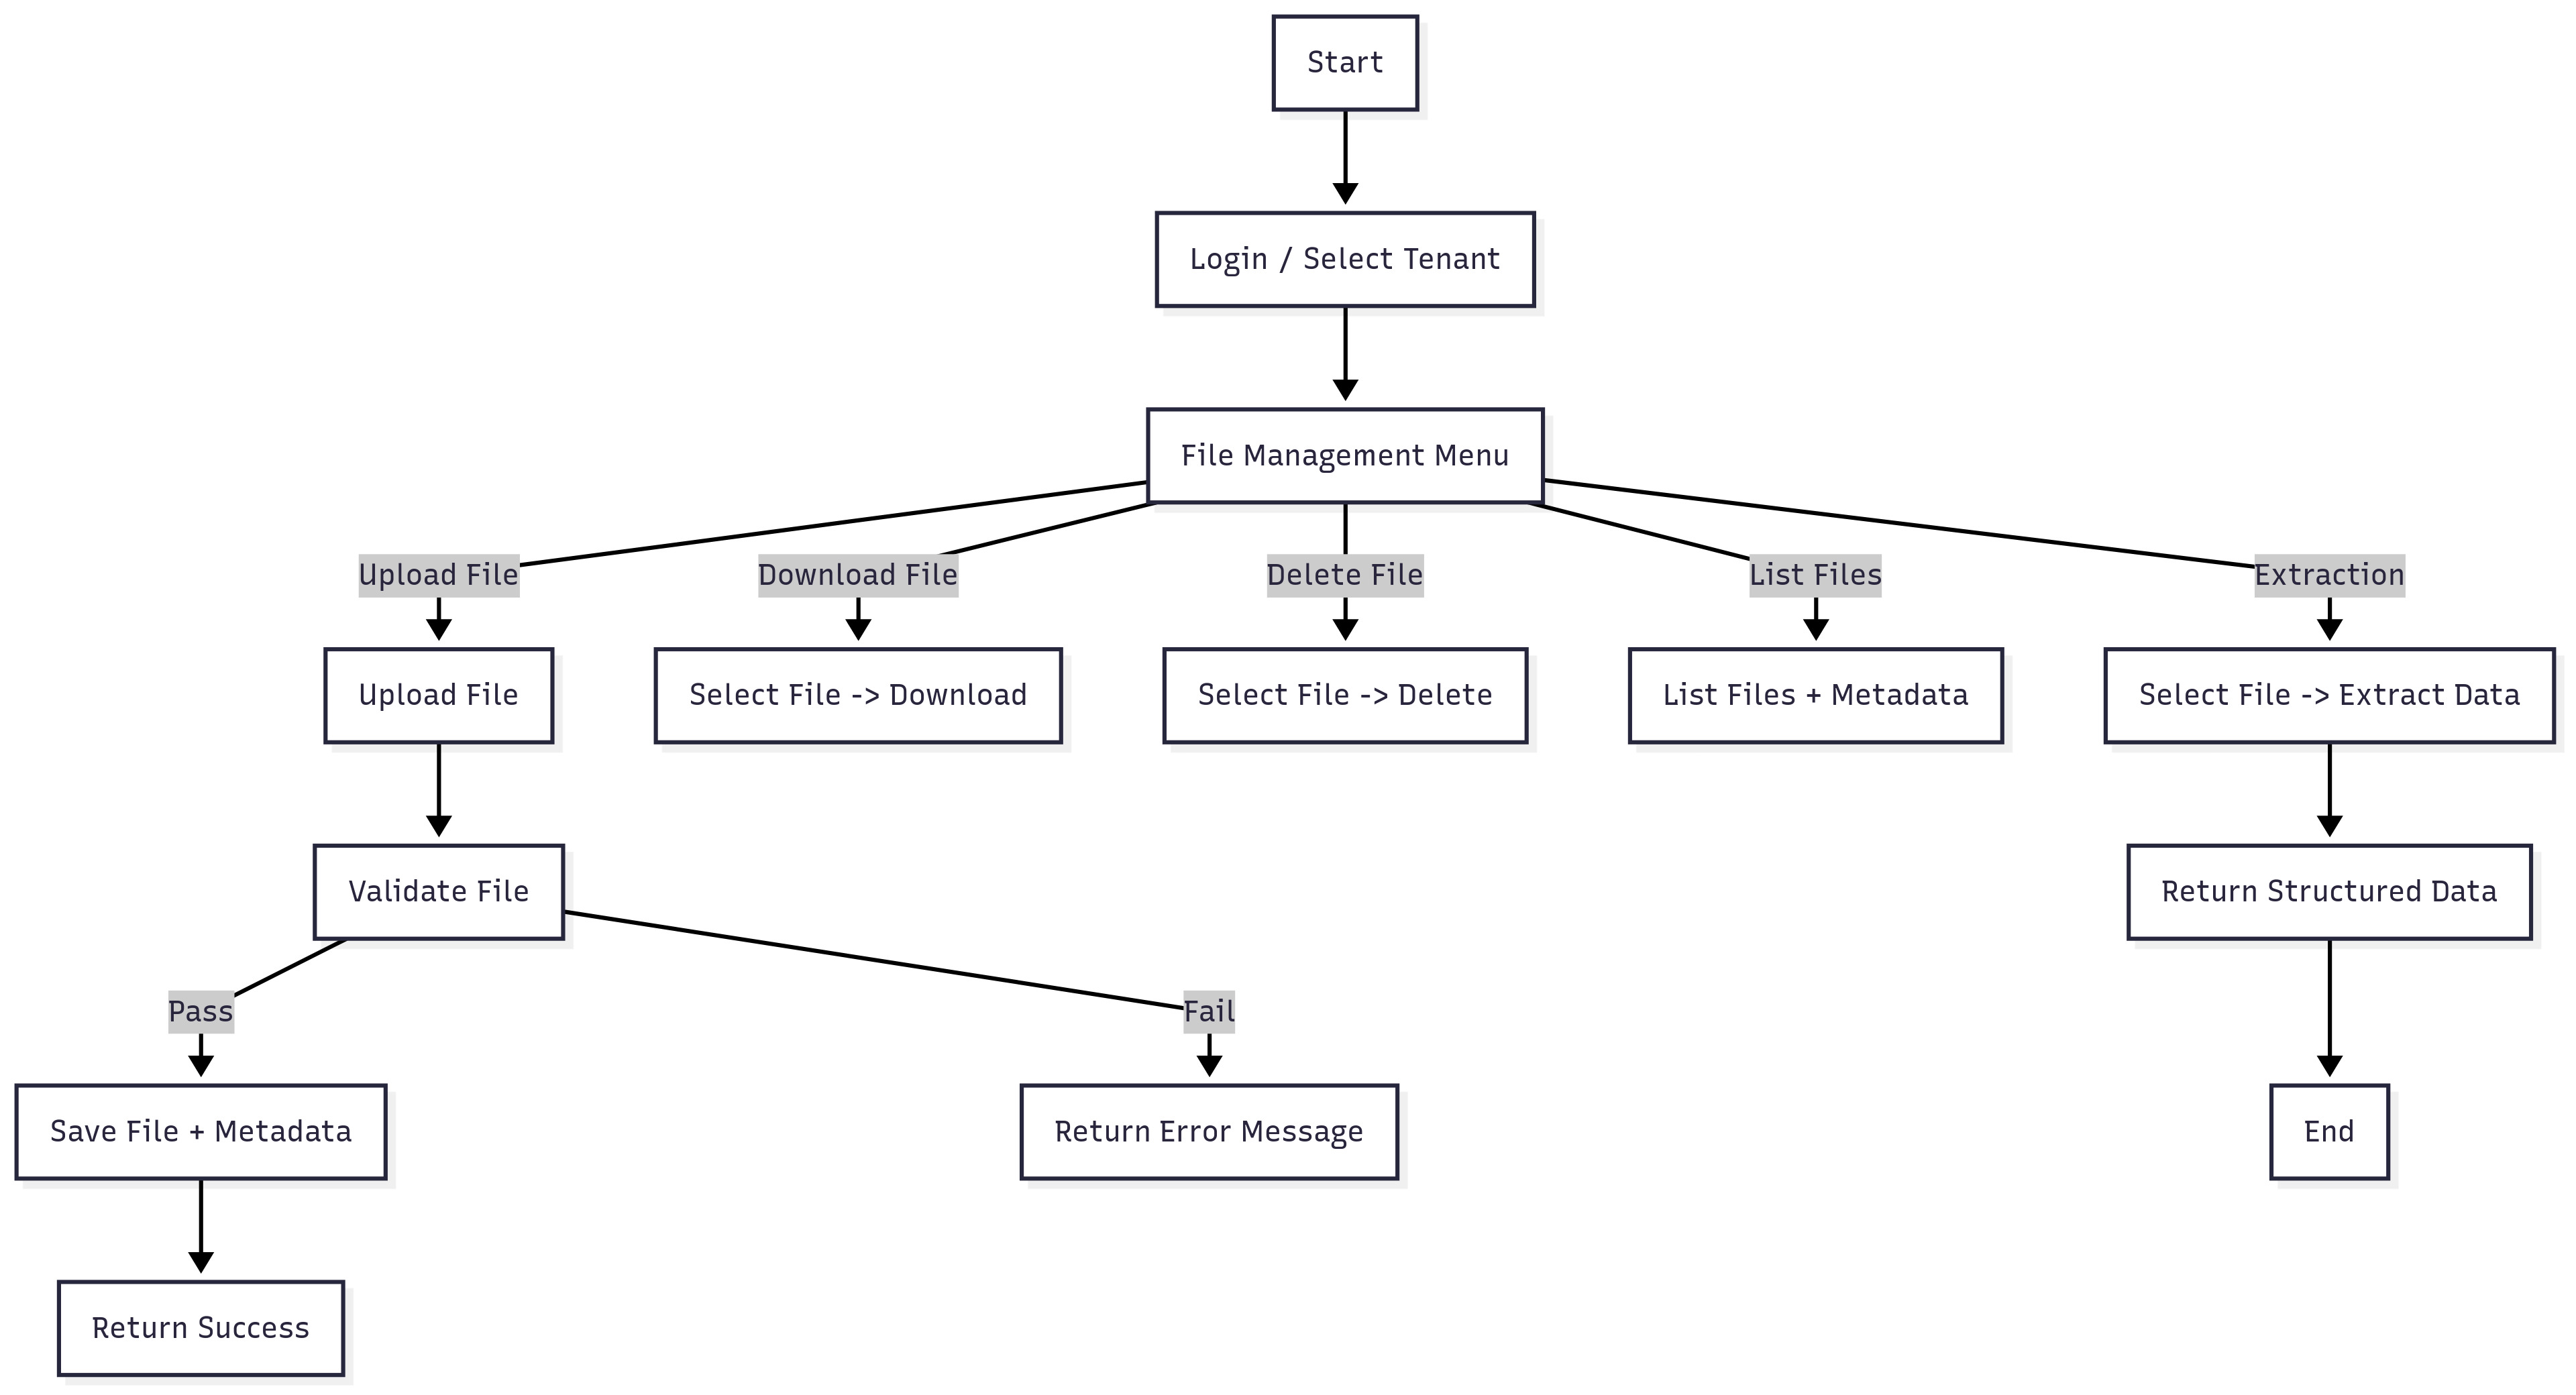 Start
Login / Select Tenant
File Management Menu
Upload File
Download File
Delete File
List Files
Extraction
Upload File
Select File -> Download
Select File -> Delete
List Files + Metadata
Select File -> Extract Data
Validate File
Return Structured Data
Pass
Fail
Save File + Metadata
Return Error Message
End
Return Success